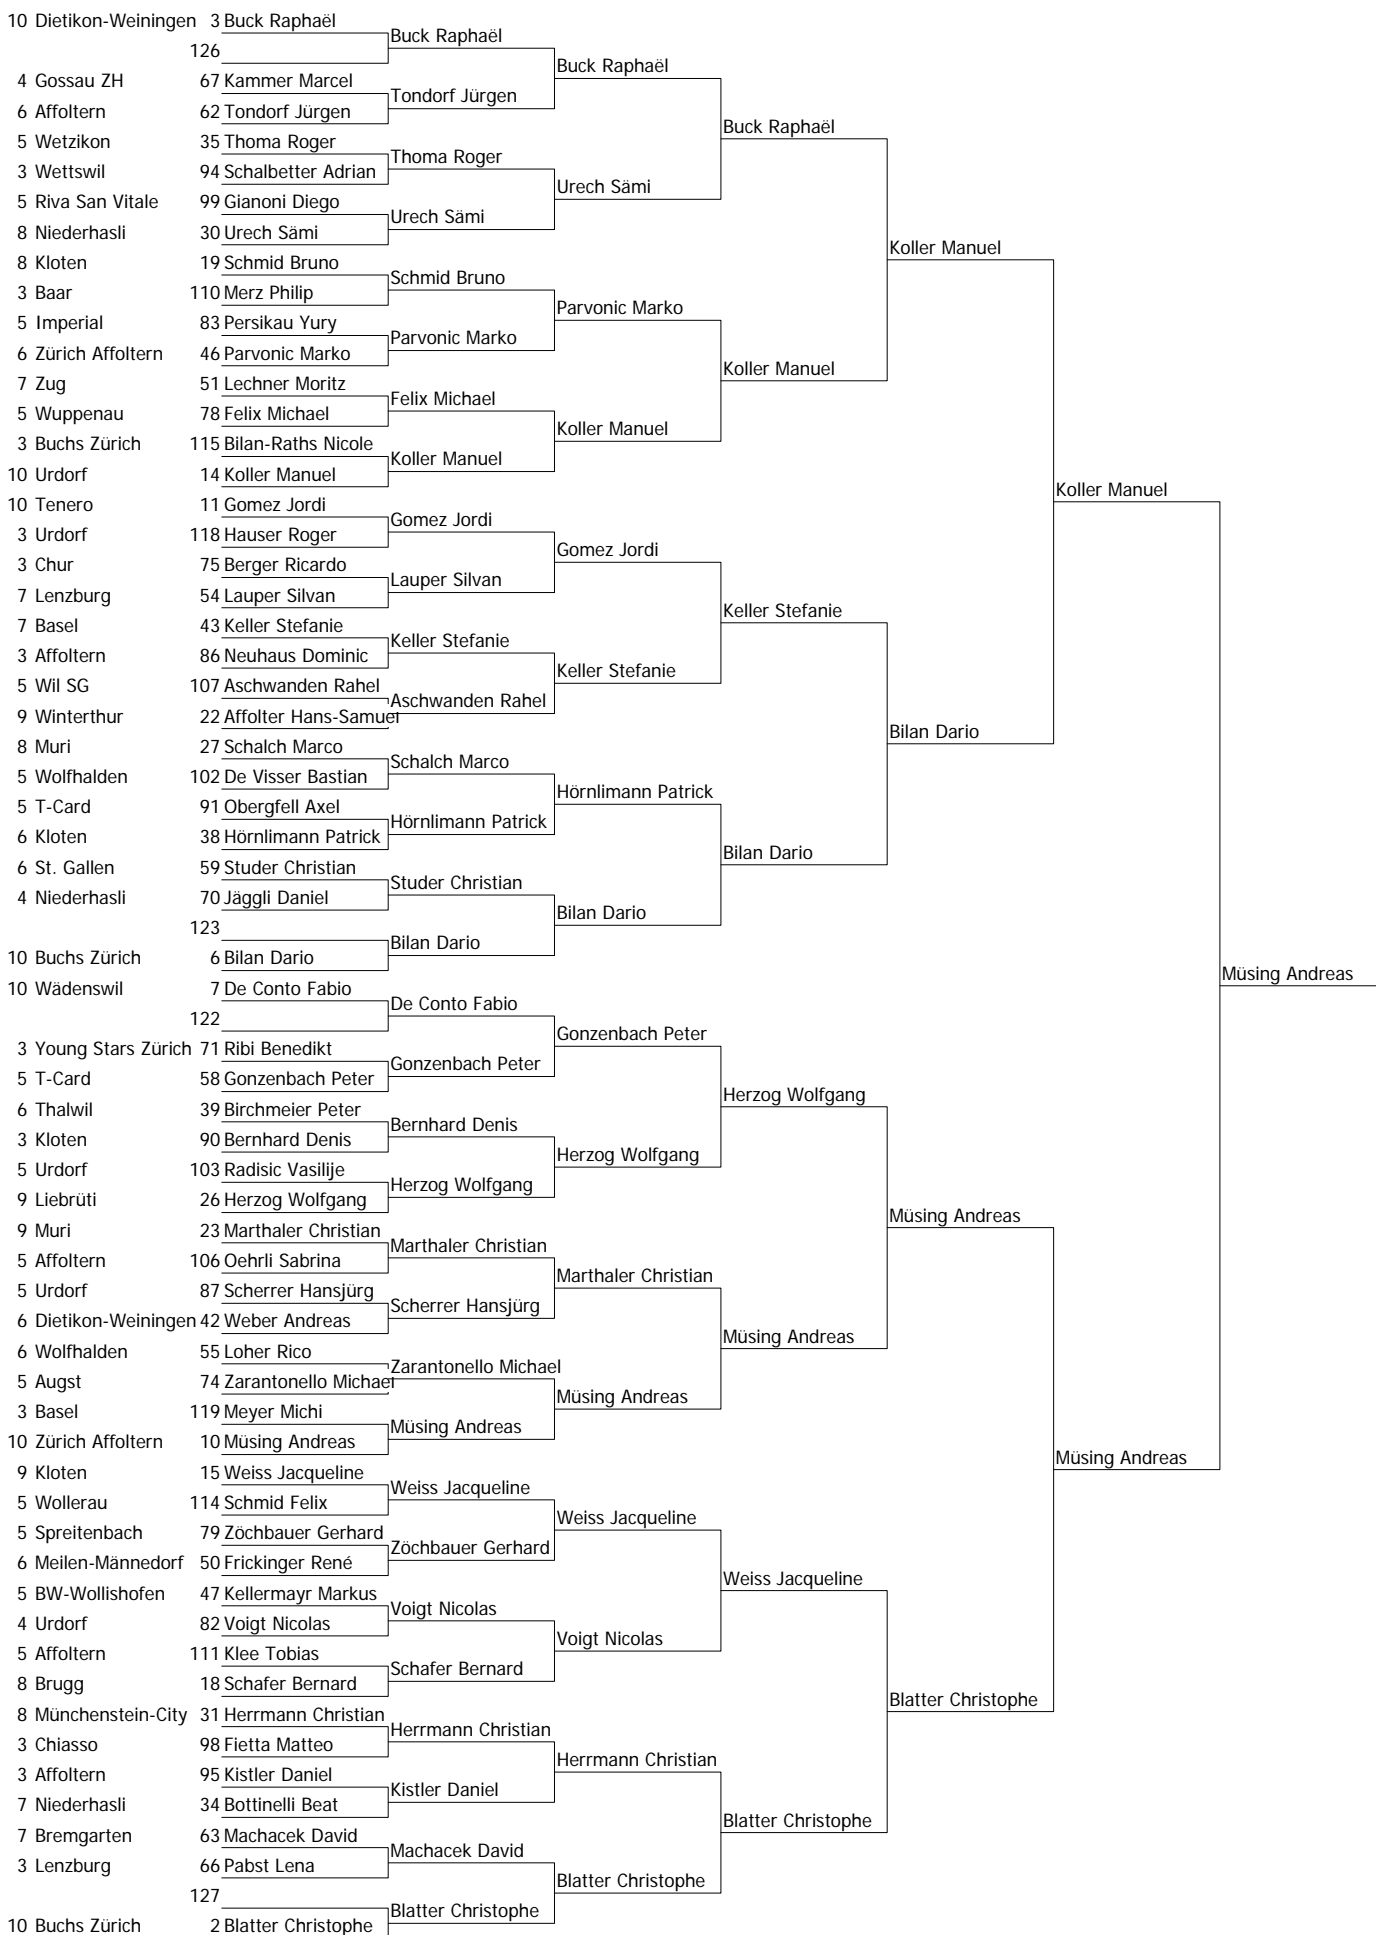 10 Dietikon-Weiningen 3 Buck Raphaël
Buck Raphaël
126
Buck Raphaël
4 Gossau ZH 67 Kammer Marcel
Tondorf Jürgen
6 Affoltern 62 Tondorf Jürgen
Buck Raphaël
5 Wetzikon 35 Thoma Roger
Thoma Roger
3 Wettswil 94 Schalbetter Adrian
Urech Sämi
5 Riva San Vitale 99 Gianoni Diego
Urech Sämi
8 Niederhasli 30 Urech Sämi
Koller Manuel
8 Kloten 19 Schmid Bruno
Schmid Bruno
3 Baar 110 Merz Philip
Parvonic Marko
5 Imperial 83 Persikau Yury
Parvonic Marko
6 Zürich Affoltern 46 Parvonic Marko
Koller Manuel
7 Zug 51 Lechner Moritz
Felix Michael
5 Wuppenau 78 Felix Michael
Koller Manuel
3 Buchs Zürich 115 Bilan-Raths Nicole
Koller Manuel
10 Urdorf 14 Koller Manuel
Koller Manuel
10 Tenero 11 Gomez Jordi
Gomez Jordi
3 Urdorf 118 Hauser Roger
Gomez Jordi
3 Chur 75 Berger Ricardo
Lauper Silvan
7 Lenzburg 54 Lauper Silvan
Keller Stefanie
7 Basel 43 Keller Stefanie
Keller Stefanie
3 Affoltern 86 Neuhaus Dominic
Keller Stefanie
5 Wil SG 107 Aschwanden Rahel
Aschwanden Rahel
9 Winterthur 22 Affolter Hans-Samuel
Bilan Dario
8 Muri 27 Schalch Marco
Schalch Marco
5 Wolfhalden 102 De Visser Bastian
Hörnlimann Patrick
5 T-Card 91 Obergfell Axel
Hörnlimann Patrick
6 Kloten 38 Hörnlimann Patrick
Bilan Dario
6 St. Gallen 59 Studer Christian
Studer Christian
4 Niederhasli 70 Jäggli Daniel
Bilan Dario
123
Bilan Dario
10 Buchs Zürich 6 Bilan Dario
Müsing Andreas
10 Wädenswil 7 De Conto Fabio
De Conto Fabio
122
Gonzenbach Peter
3 Young Stars Zürich 71 Ribi Benedikt
Gonzenbach Peter
5 T-Card 58 Gonzenbach Peter
Herzog Wolfgang
6 Thalwil 39 Birchmeier Peter
Bernhard Denis
3 Kloten 90 Bernhard Denis
Herzog Wolfgang
5 Urdorf 103 Radisic Vasilije
Herzog Wolfgang
9 Liebrüti 26 Herzog Wolfgang
Müsing Andreas
9 Muri 23 Marthaler Christian
Marthaler Christian
5 Affoltern 106 Oehrli Sabrina
Marthaler Christian
5 Urdorf 87 Scherrer Hansjürg
Scherrer Hansjürg
6 Dietikon-Weiningen 42 Weber Andreas
Müsing Andreas
6 Wolfhalden 55 Loher Rico
Zarantonello Michael
5 Augst 74 Zarantonello Michael
Müsing Andreas
3 Basel 119 Meyer Michi
Müsing Andreas
10 Zürich Affoltern 10 Müsing Andreas
Müsing Andreas
9 Kloten 15 Weiss Jacqueline
Weiss Jacqueline
5 Wollerau 114 Schmid Felix
Weiss Jacqueline
5 Spreitenbach 79 Zöchbauer Gerhard
Zöchbauer Gerhard
6 Meilen-Männedorf 50 Frickinger René
Weiss Jacqueline
5 BW-Wollishofen 47 Kellermayr Markus
Voigt Nicolas
4 Urdorf 82 Voigt Nicolas
Voigt Nicolas
5 Affoltern 111 Klee Tobias
Schafer Bernard
8 Brugg 18 Schafer Bernard
Blatter Christophe
8 Münchenstein-City 31 Herrmann Christian
Herrmann Christian
3 Chiasso 98 Fietta Matteo
Herrmann Christian
3 Affoltern 95 Kistler Daniel
Kistler Daniel
7 Niederhasli 34 Bottinelli Beat
Blatter Christophe
7 Bremgarten 63 Machacek David
Machacek David
3 Lenzburg 66 Pabst Lena
Blatter Christophe
127
Blatter Christophe
10 Buchs Zürich 2 Blatter Christophe